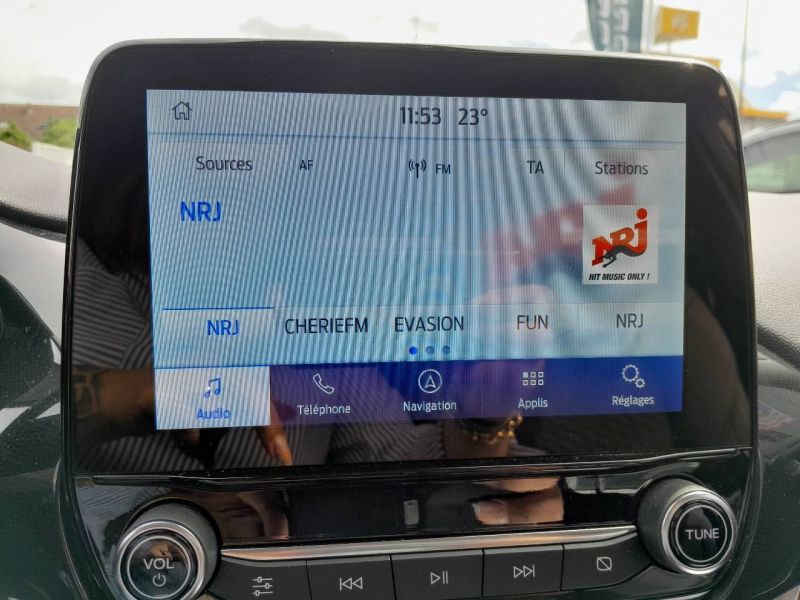 11:53 23°
Sources AF FM TA Stations
NRJ
NRJ
HIT MUSIC ONLY !
NRJ CHERIEFM EVASION FUN NRJ
Audio Téléphone Navigation Applis Réglages
VOL TUNE